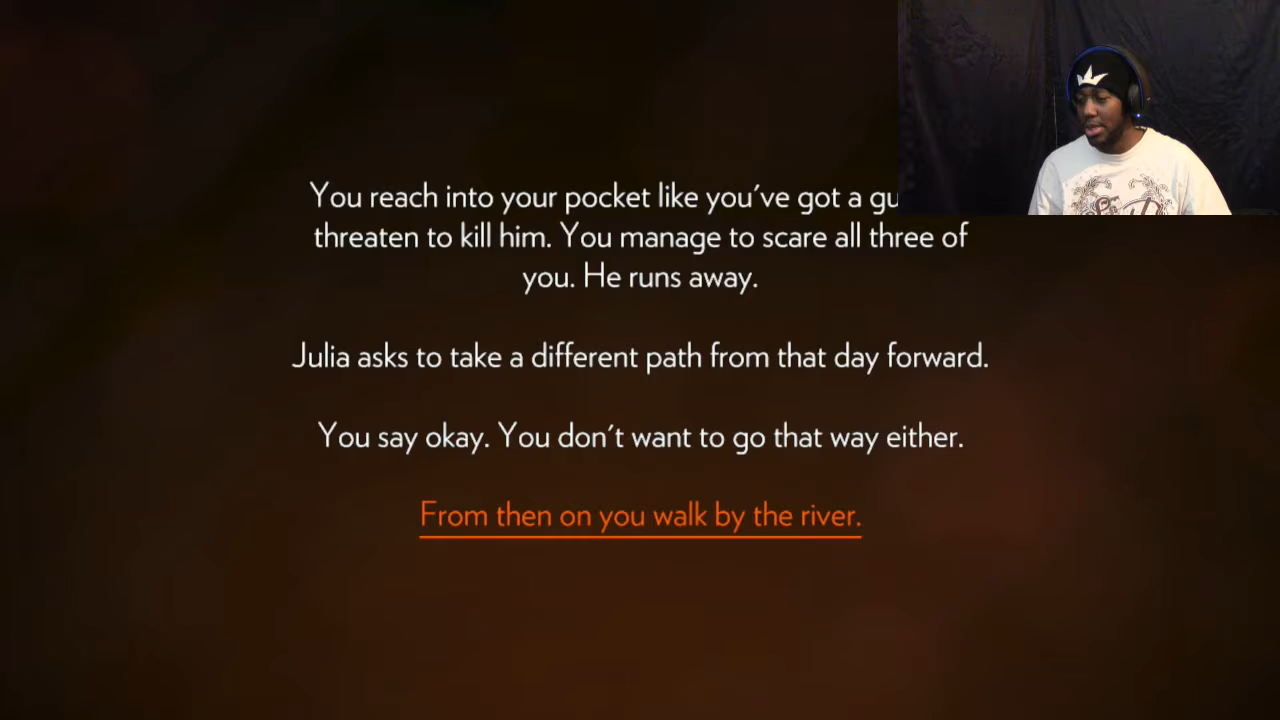 You reach into your pocket like you've got a
threaten to kill him. You manage to scare all three of
you. He runs away.
Julia asks to take a different path from that day forward.
You say okay. You don't want to go that way either.
From then on you walk by the river.